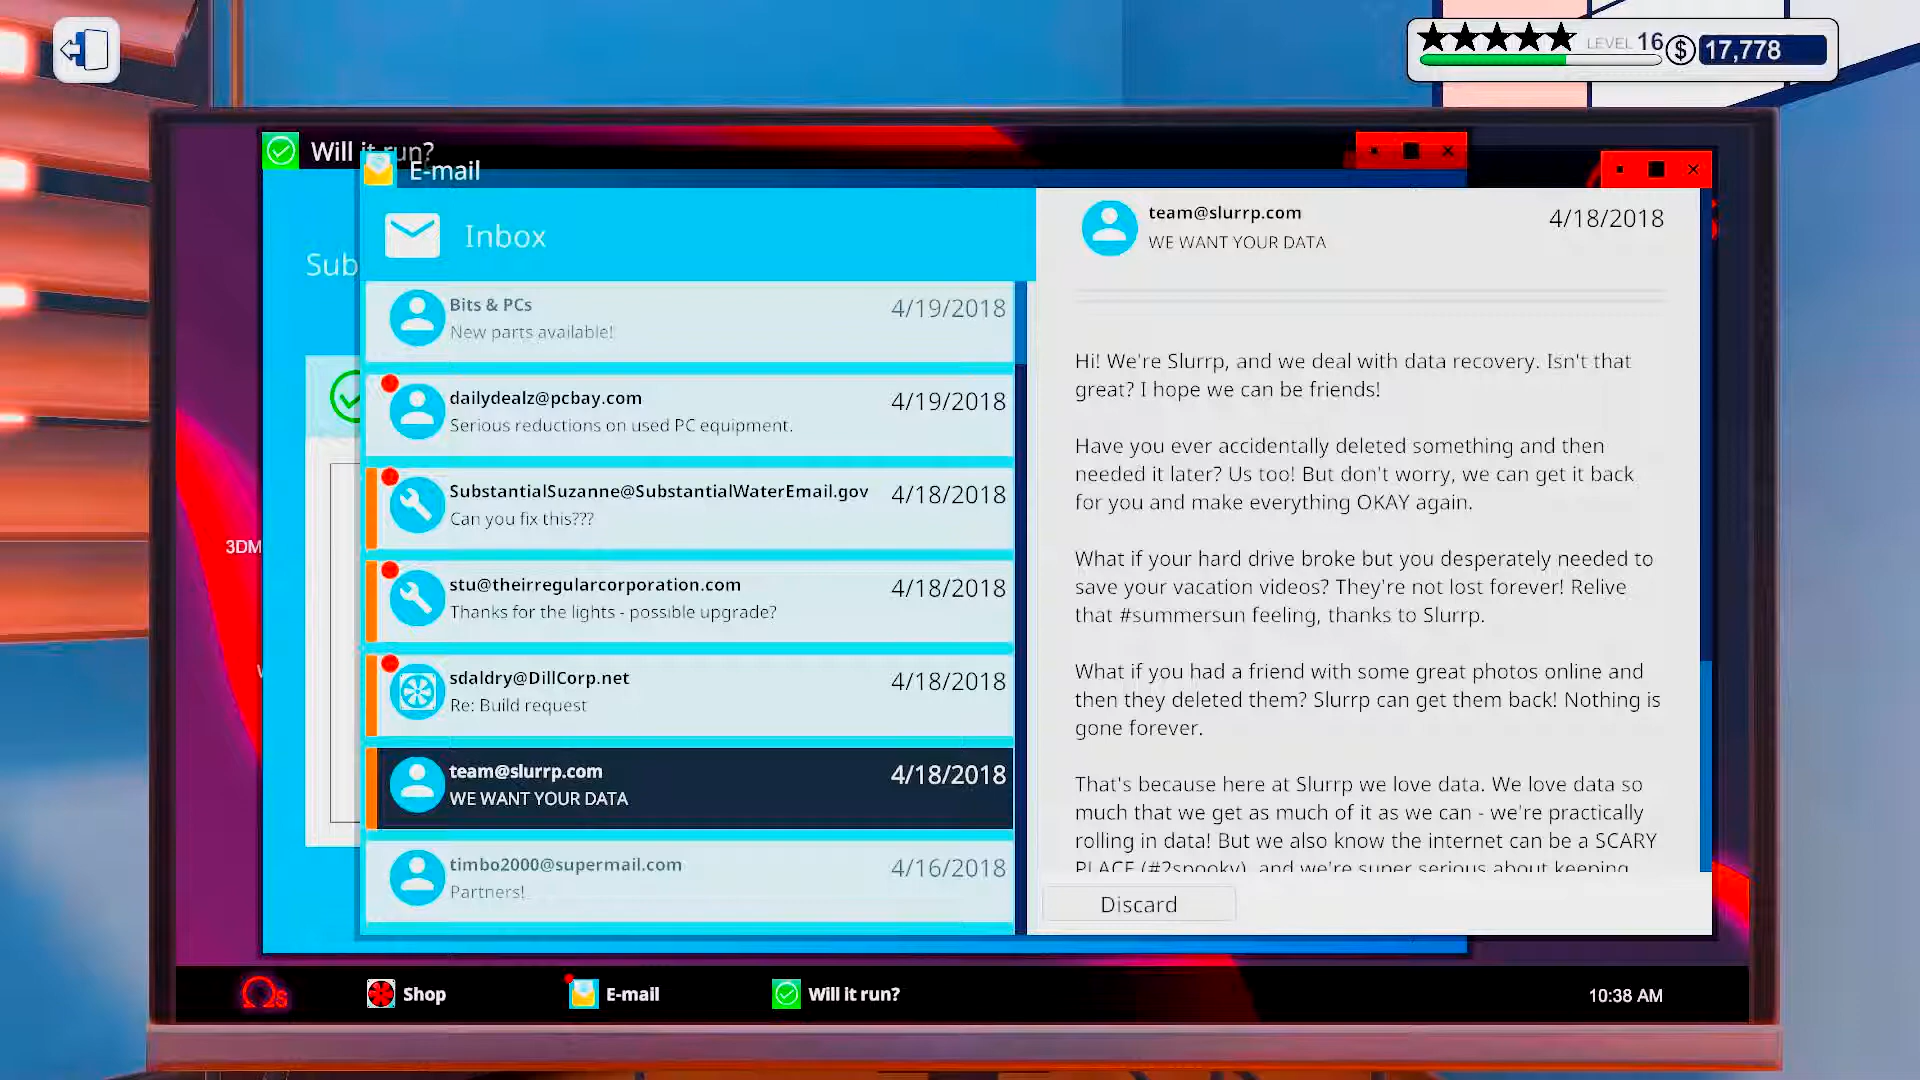 LEVEL 16
$ 17,778
Will it run?
E-mail
Sub
3DM
Inbox
Bits & PCs
4/19/2018
New parts available!
dailydealz@pcbay.com
4/19/2018
Serious reductions on used PC equipment.
SubstantialSuzanne@SubstantialWaterEmail.gov
4/18/2018
Can you fix this???
stu@theirregularcorporation.com
4/18/2018
Thanks for the lights - possible upgrade?
sdaldry@DillCorp.net
4/18/2018
Re: Build request
team@slurrp.com
4/18/2018
WE WANT YOUR DATA
timbo2000@supermail.com
4/16/2018
Partners!
team@slurrp.com
4/18/2018
WE WANT YOUR DATA
Hi! We're Slurrp, and we deal with data recovery. Isn't that
great? I hope we can be friends!
Have you ever accidentally deleted something and then
needed it later? Us too! But don't worry, we can get it back
for you and make everything OKAY again.
What if your hard drive broke but you desperately needed to
save your vacation videos? They're not lost forever! Relive
that #summersun feeling, thanks to Slurrp.
What if you had a friend with some great photos online and
then they deleted them? Slurrp can get them back! Nothing is
gone forever.
That's because here at Slurrp we love data. We love data so
much that we get as much of it as we can - we're practically
rolling in data! But we also know the internet can be a SCARY
PLACE (#2spooky), and we're super serious about keeping
Discard
Ωs
Shop
E-mail
Will it run?
10:38 AM